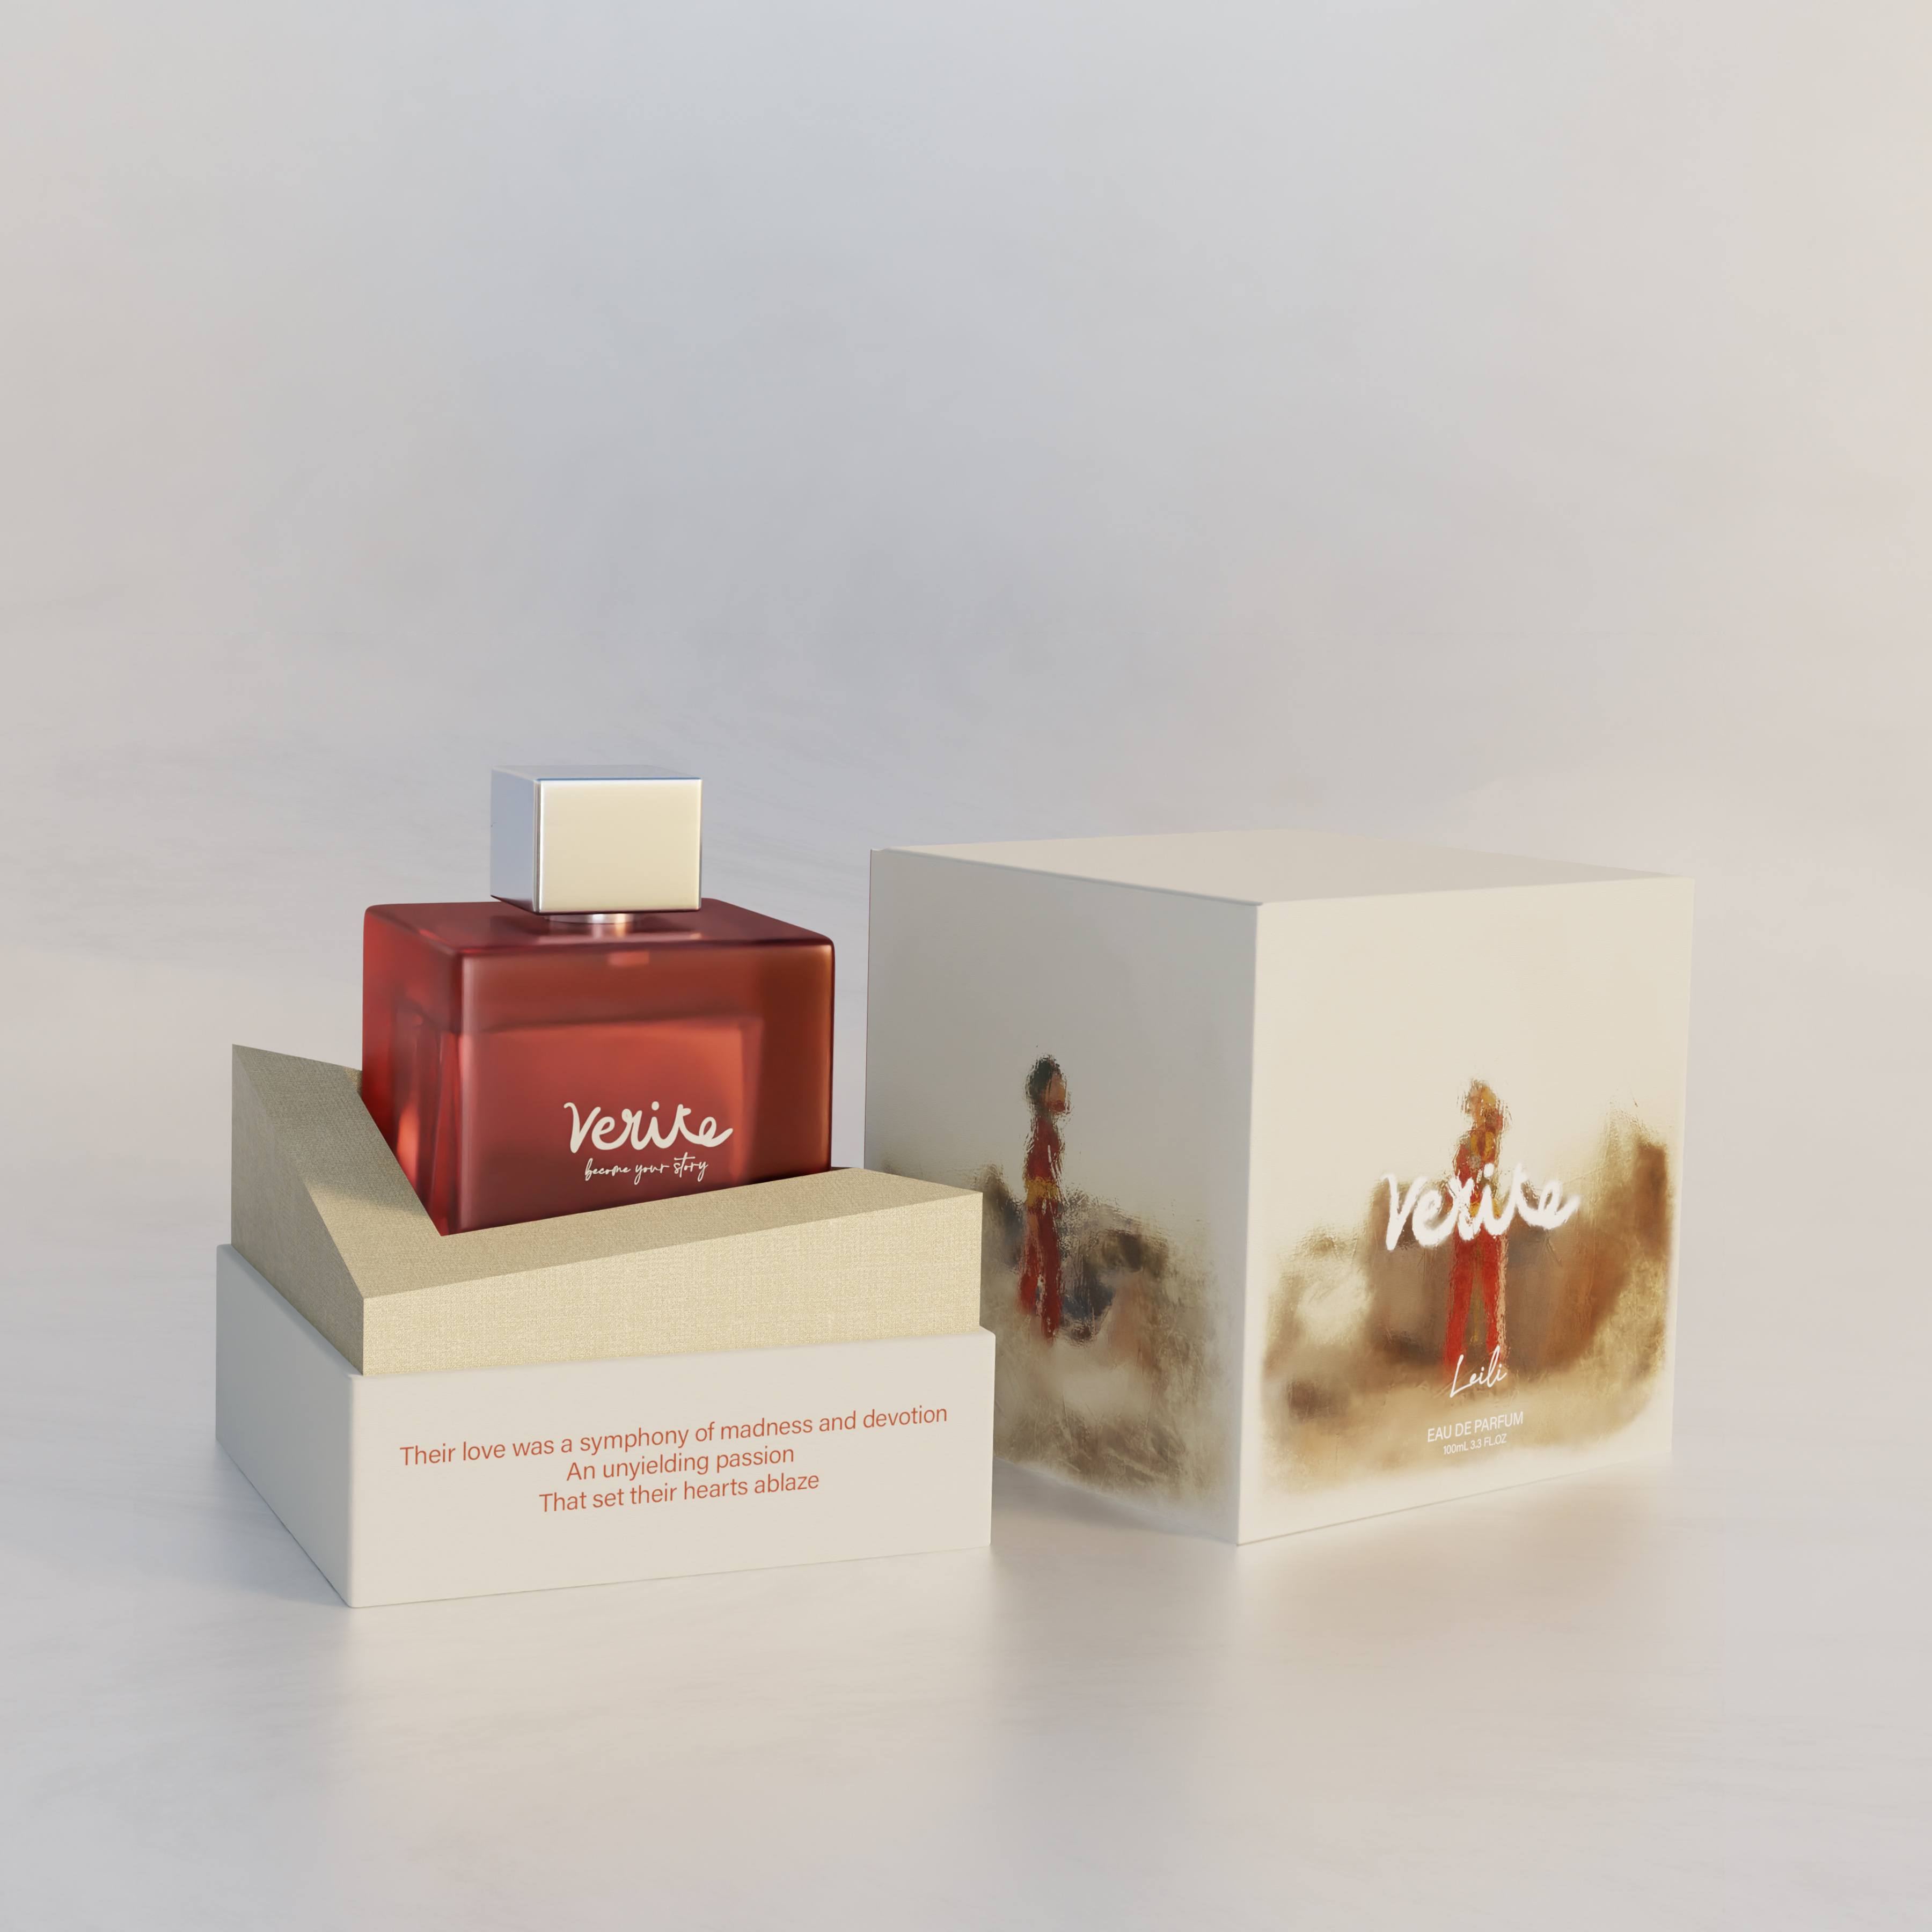 Verite
become your story
Their love was a symphony of madness and devotion
An unyielding passion
That set their hearts ablaze
Verite
Leili
EAU DE PARFUM
100mL 3.3 FL.OZ